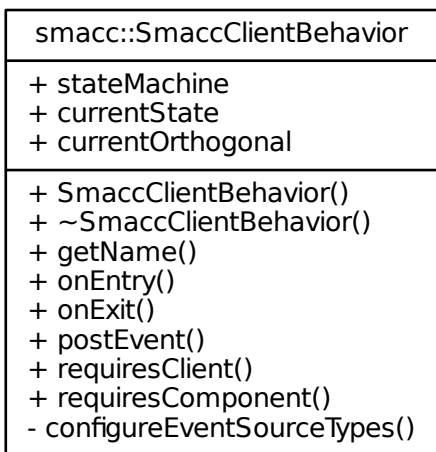 smacc::SmaccClientBehavior
+ stateMachine
+ currentState
+ currentOrthogonal
+ SmaccClientBehavior()
+ ~SmaccClientBehavior()
+ getName()
+ onEntry()
+ onExit()
+ postEvent()
+ requiresClient()
+ requiresComponent()
- configureEventSourceTypes()